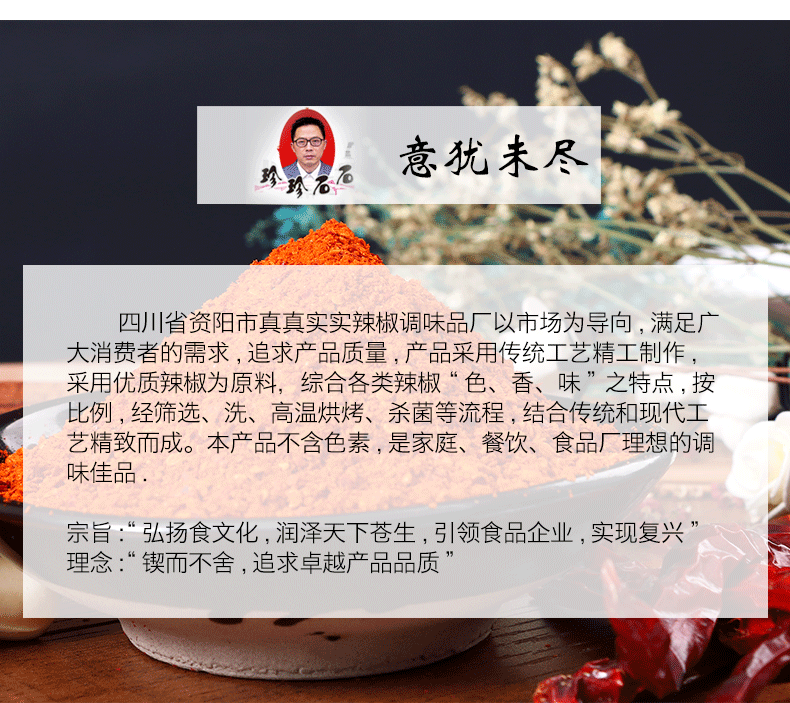 珍珍石石
意犹未尽
四川省资阳市真真实实辣椒调味品厂以市场为导向，满足广
大消费者的需求，追求产品质量，产品采用传统工艺精工制作，
采用优质辣椒为原料，综合各类辣椒“色、香、味”之特点，按
比例，经筛选、洗、高温烘烤、杀菌等流程，结合传统和现代工
艺精致而成。本产品不含色素，是家庭、餐饮、食品厂理想的调
味佳品.
宗旨：“弘扬食文化，润泽天下苍生，引领食品企业，实现复兴”
理念：“锲而不舍，追求卓越产品品质”